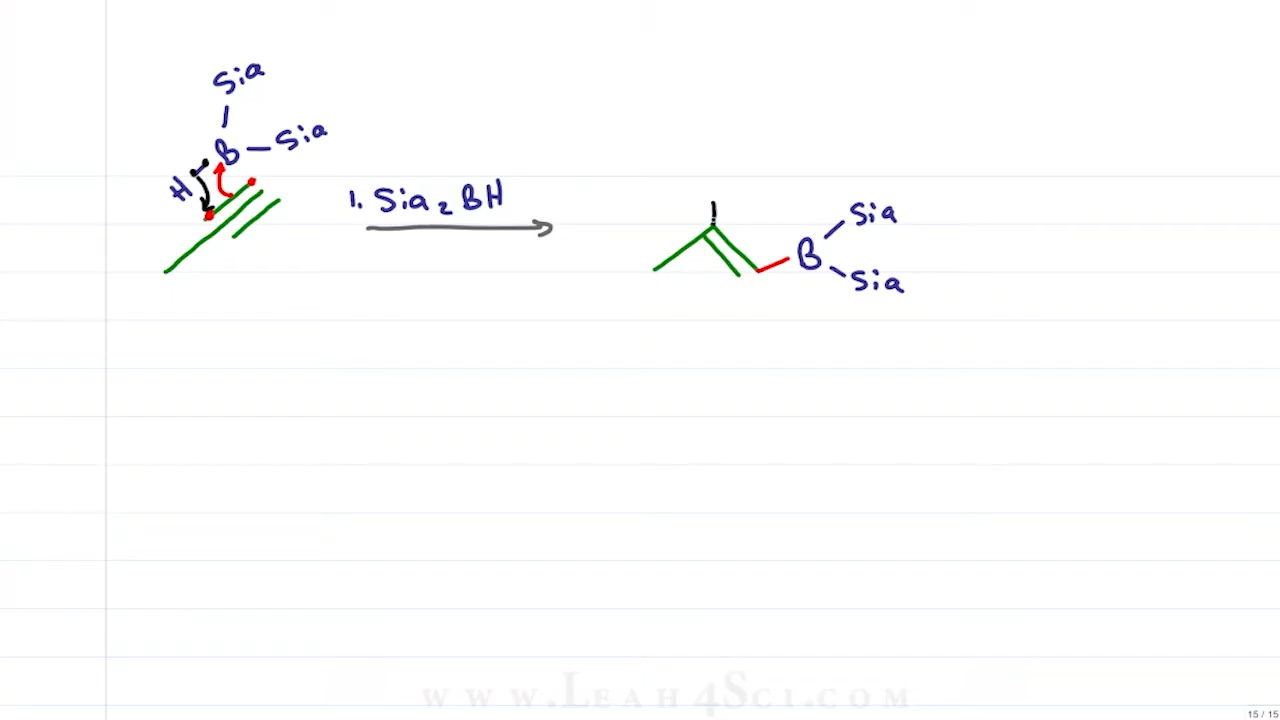 Sia
B — Sia
H
1. Sia₂BH
B
Sia
Sia
www.Leah4Sci.com
15 / 15